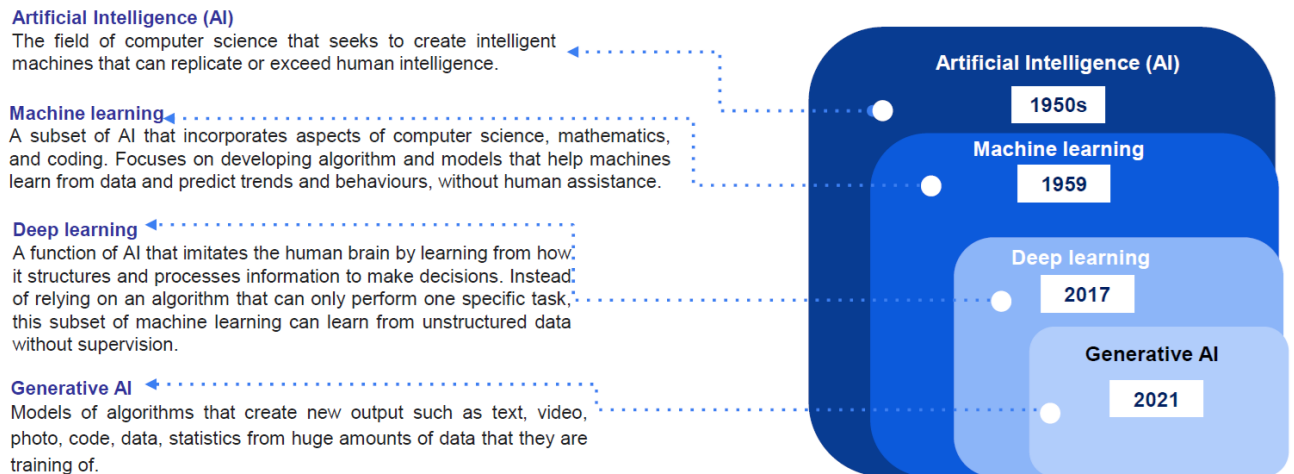 Artificial Intelligence (AI)
The field of computer science that seeks to create intelligent
machines that can replicate or exceed human intelligence.
Machine learning
A subset of AI that incorporates aspects of computer science, mathematics,
and coding. Focuses on developing algorithm and models that help machines
learn from data and predict trends and behaviours, without human assistance.
Deep learning
A function of AI that imitates the human brain by learning from how
it structures and processes information to make decisions. Instead
of relying on an algorithm that can only perform one specific task,
this subset of machine learning can learn from unstructured data
without supervision.
Generative AI
Models of algorithms that create new output such as text, video,
photo, code, data, statistics from huge amounts of data that they are
training of.
Artificial Intelligence (AI)
1950s
Machine learning
1959
Deep learning
2017
Generative AI
2021